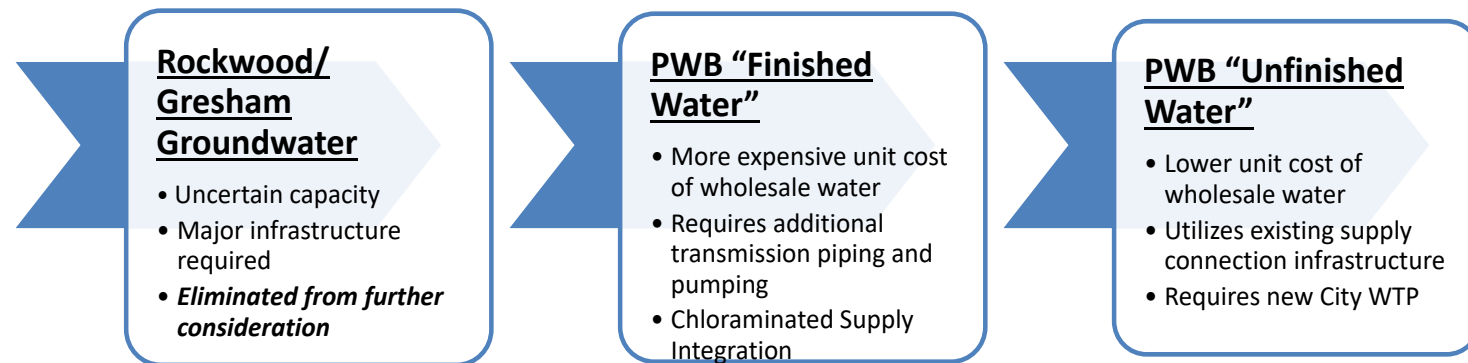 Rockwood/
Gresham
Groundwater
• Uncertain capacity
• Major infrastructure
required
• Eliminated from further
consideration
PWB “Finished
Water”
• More expensive unit cost
of wholesale water
• Requires additional
transmission piping and
pumping
• Chloraminated Supply
Integration
PWB “Unfinished
Water”
• Lower unit cost of
wholesale water
• Utilizes existing supply
connection infrastructure
• Requires new City WTP